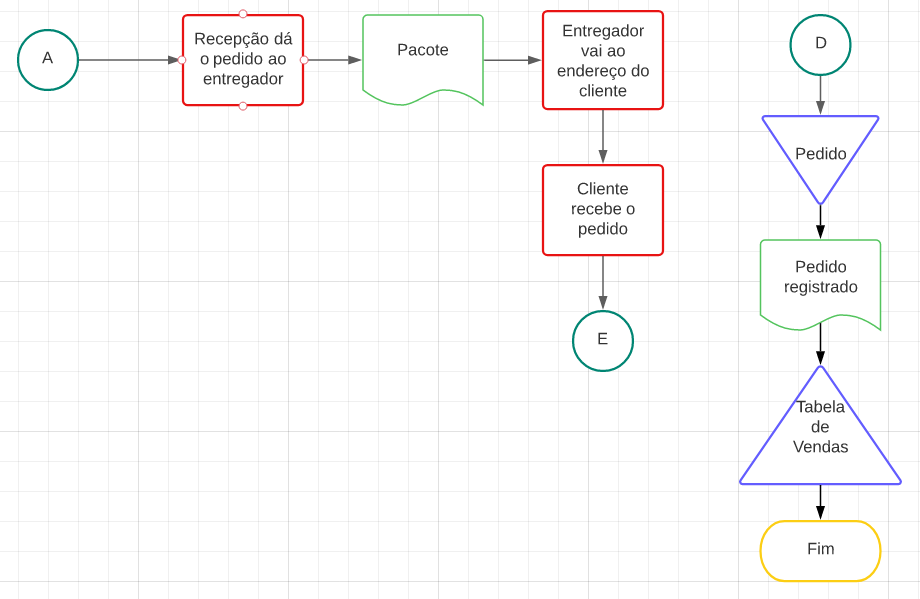 A
Recepção dá
o pedido ao
entregador
Pacote
Entregador
vai ao
endereço do
cliente
Cliente
recebe o
pedido
E
D
Pedido
Pedido
registrado
Tabela
de
Vendas
Fim